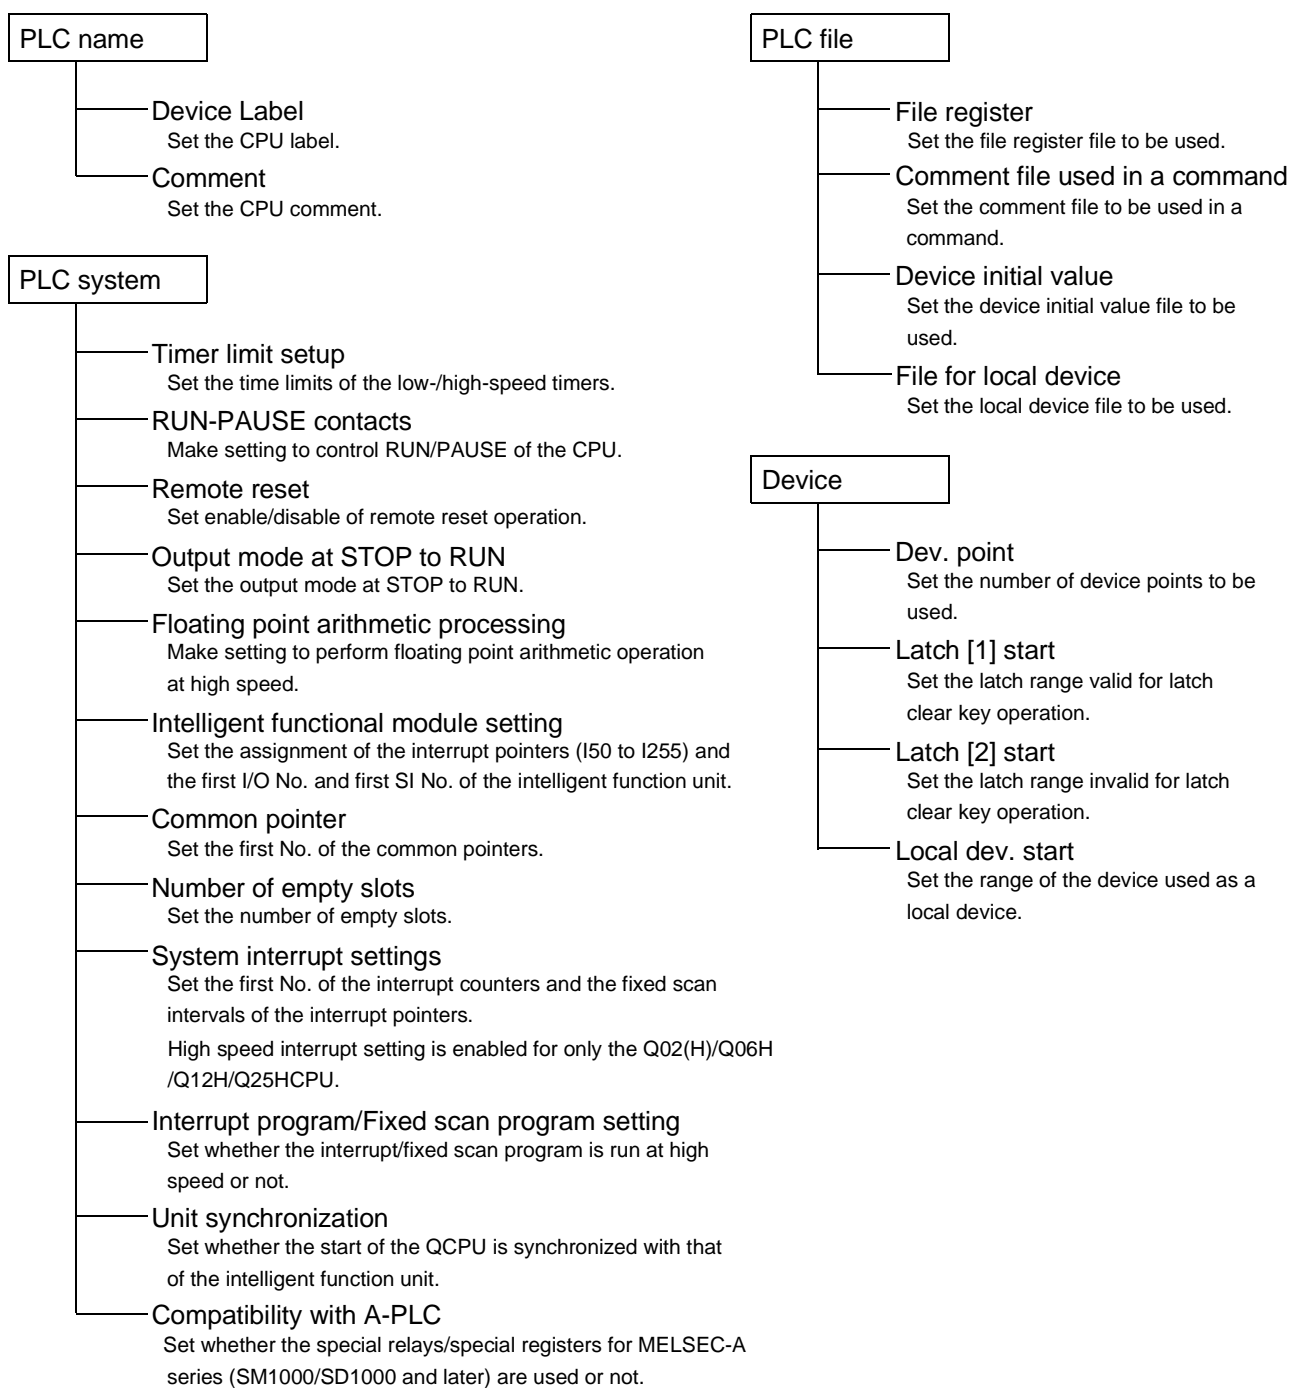 PLC name
Device Label
Set the CPU label.
Comment
Set the CPU comment.
PLC system
Timer limit setup
Set the time limits of the low-/high-speed timers.
RUN-PAUSE contacts
Make setting to control RUN/PAUSE of the CPU.
Remote reset
Set enable/disable of remote reset operation.
Output mode at STOP to RUN
Set the output mode at STOP to RUN.
Floating point arithmetic processing
Make setting to perform floating point arithmetic operation
at high speed.
Intelligent functional module setting
Set the assignment of the interrupt pointers (I50 to I255) and
the first I/O No. and first SI No. of the intelligent function unit.
Common pointer
Set the first No. of the common pointers.
Number of empty slots
Set the number of empty slots.
System interrupt settings
Set the first No. of the interrupt counters and the fixed scan
intervals of the interrupt pointers.
High speed interrupt setting is enabled for only the Q02(H)/Q06H
/Q12H/Q25HCPU.
Interrupt program/Fixed scan program setting
Set whether the interrupt/fixed scan program is run at high
speed or not.
Unit synchronization
Set whether the start of the QCPU is synchronized with that
of the intelligent function unit.
Compatibility with A-PLC
Set whether the special relays/special registers for MELSEC-A
series (SM1000/SD1000 and later) are used or not.
PLC file
File register
Set the file register file to be used.
Comment file used in a command
Set the comment file to be used in a
command.
Device initial value
Set the device initial value file to be
used.
File for local device
Set the local device file to be used.
Device
Dev. point
Set the number of device points to be
used.
Latch [1] start
Set the latch range valid for latch
clear key operation.
Latch [2] start
Set the latch range invalid for latch
clear key operation.
Local dev. start
Set the range of the device used as a
local device.